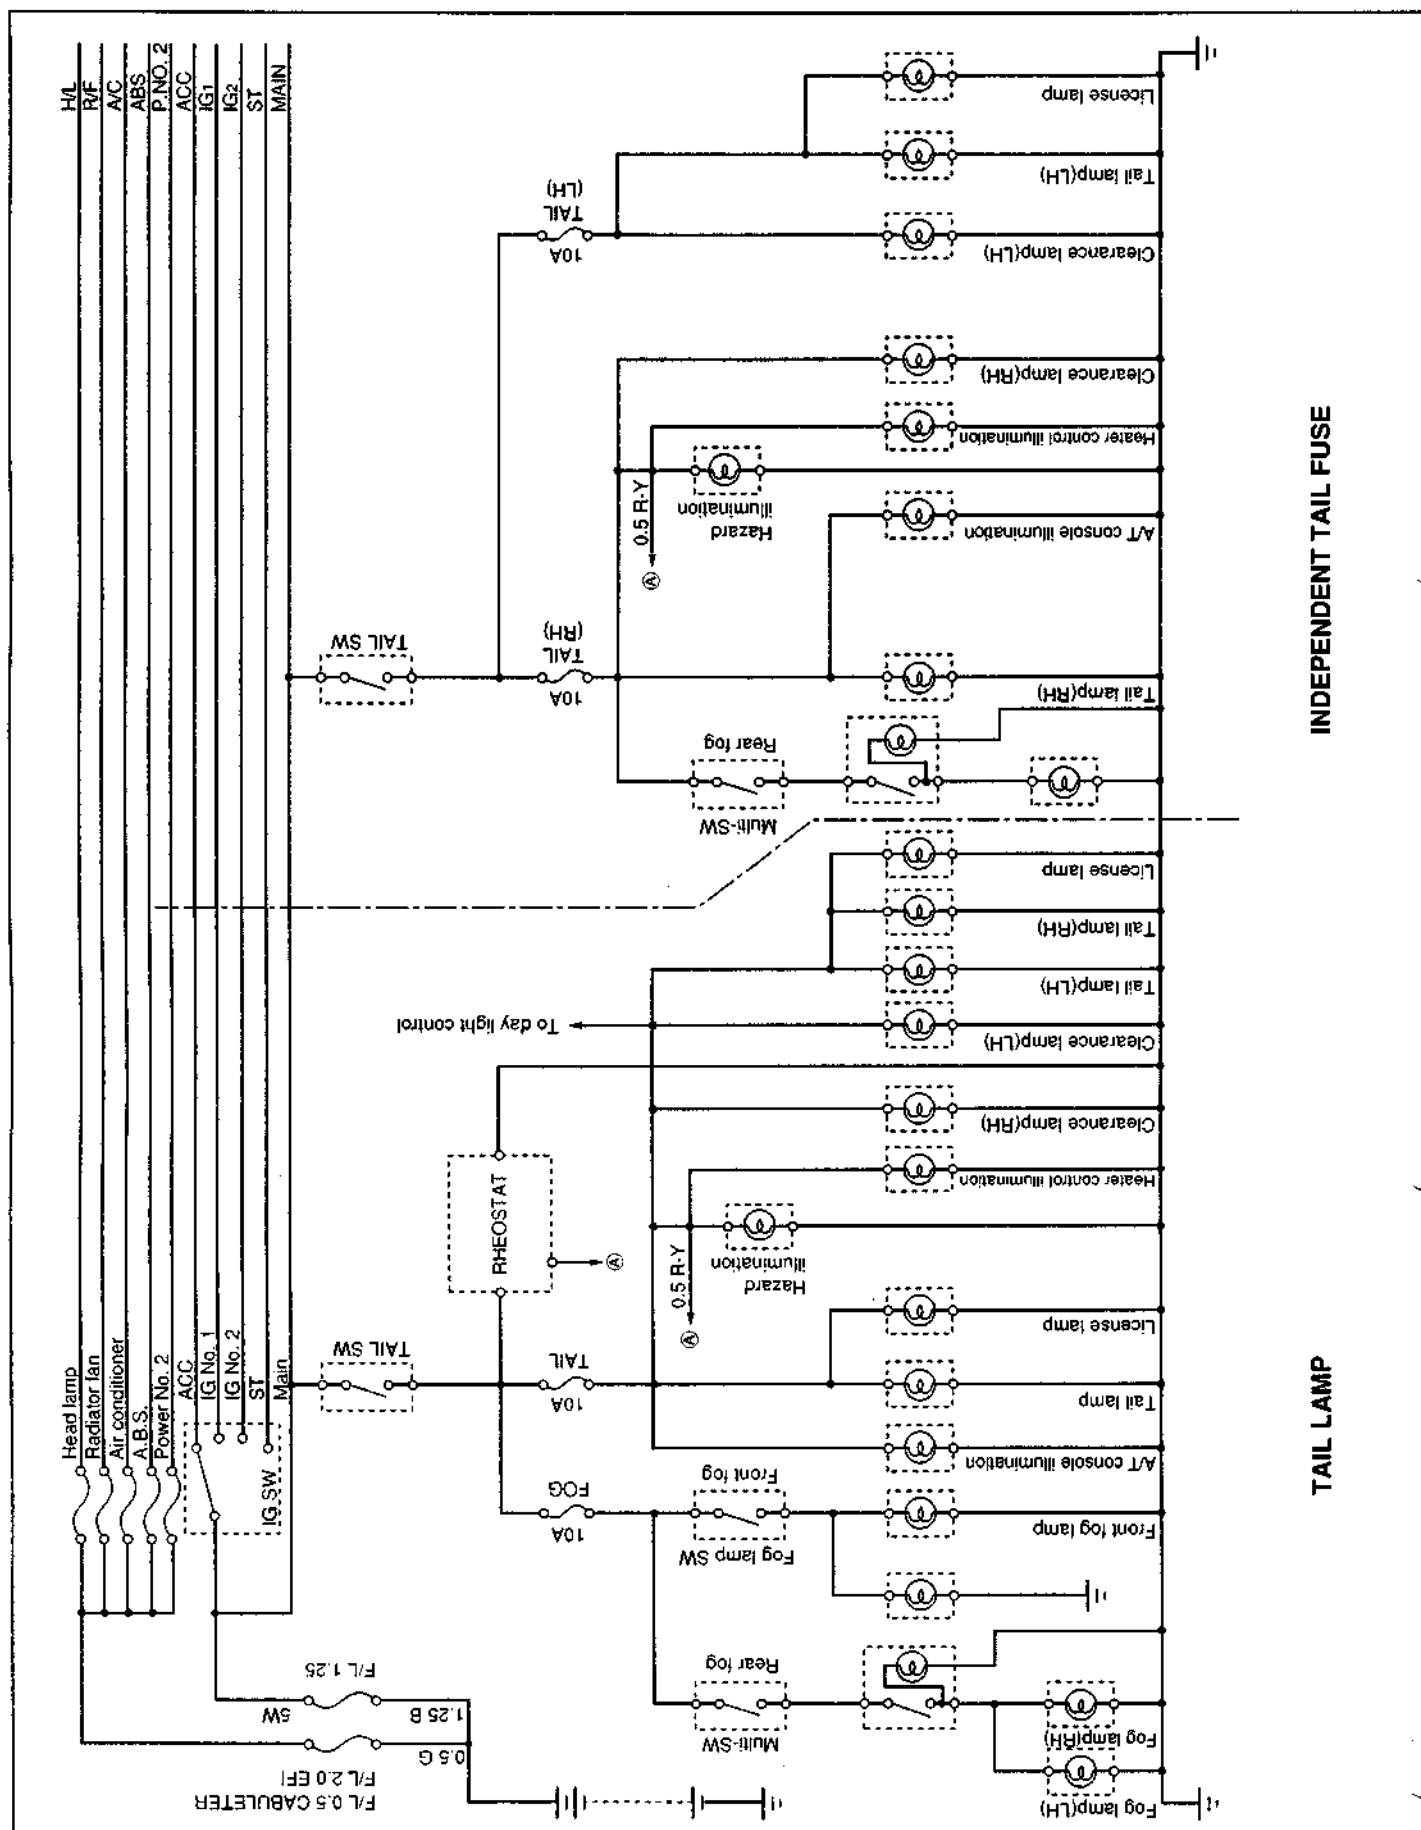 H/L
R/F
A/C
ABS
P.NO. 2
ACC
IG1
IG2
ST
MAIN
Head lamp
Radiator fan
Air conditioner
A.B.S.
Power No. 2
ACC
IG No. 1
IG No. 2
ST
Main
IG SW
F/L 1.25
5W
1.25 B
0.5 G
F/L 2.0 EFI
F/L 0.5 CABULETER
TAIL SW
RHEOSTAT
Ⓐ
TAIL
10A
FOG
10A
To day light control
0.5 R-Y
Ⓐ
Hazard
illumination
Front fog
Fog lamp SW
Rear fog
Multi-SW
License lamp
Tail lamp(RH)
Tail lamp(LH)
Clearance lamp(LH)
Clearance lamp(RH)
Heater control illumination
License lamp
Tail lamp
A/T console illumination
Front fog lamp
Fog lamp(RH)
Fog lamp(LH)
TAIL LAMP
TAIL SW
TAIL
(LH)
10A
TAIL
(RH)
10A
0.5 R-Y
Ⓐ
Hazard
illumination
Rear fog
Multi-SW
License lamp
Tail lamp(LH)
Clearance lamp(LH)
Clearance lamp(RH)
Heater control illumination
A/T console illumination
Tail lamp(RH)
INDEPENDENT TAIL FUSE